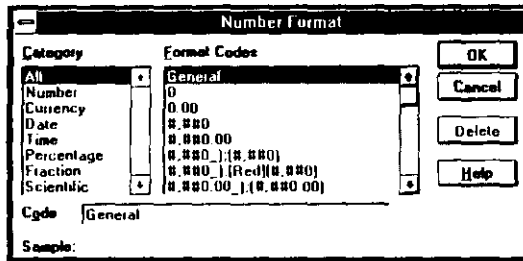 Number Format
Category
All
Number
Currency
Date
Time
Percentage
Fraction
Scientific
Format Codes
General
0
0.00
#,##0
#,##0.00
#,##0_);(#,##0)
#,##0_);[Red](#,##0)
#,##0.00_);(#,##0.00)
OK
Cancel
Delete
Help
Code General
Sample: